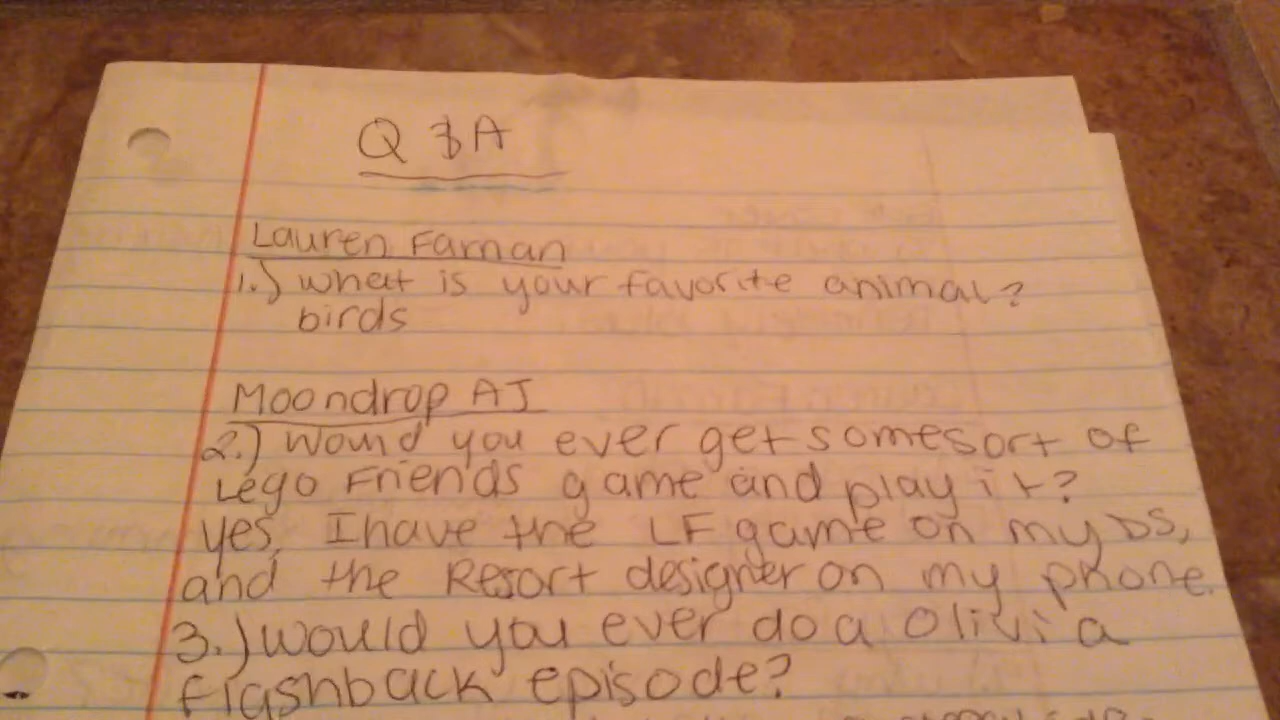 Q & A
Lauren Farnan
1.) what is your favorite animal?
birds
Moondrop AJ
2.) Would you ever get somesort of
Lego Friends game and play it?
yes, I have the LF game on my DS,
and the Resort designer on my phone.
3.) would you ever do a Olivia
flashback episode?